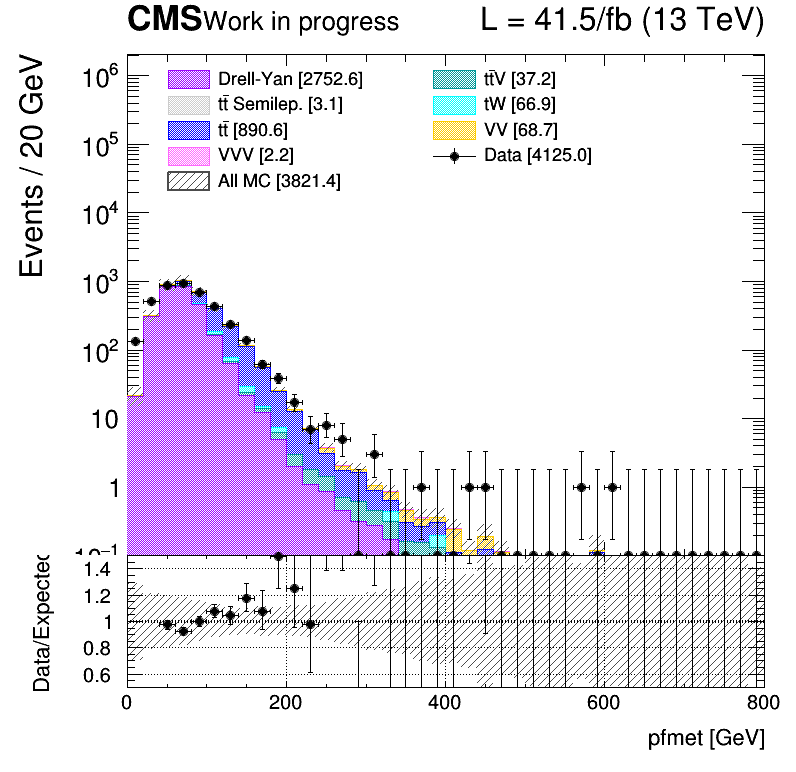 CMS Work in progress L = 41.5/fb (13 TeV)
Events / 20 GeV
Drell-Yan [2752.6]
tt̄ Semilep. [3.1]
tt̄ [890.6]
VVV [2.2]
All MC [3821.4]
tt̄V [37.2]
tW [66.9]
VV [68.7]
Data [4125.0]
10⁶
10⁵
10⁴
10³
10²
10
1
10⁻¹
Data/Expected
1.4
1.2
1
0.8
0.6
0 200 400 600 800
pfmet [GeV]